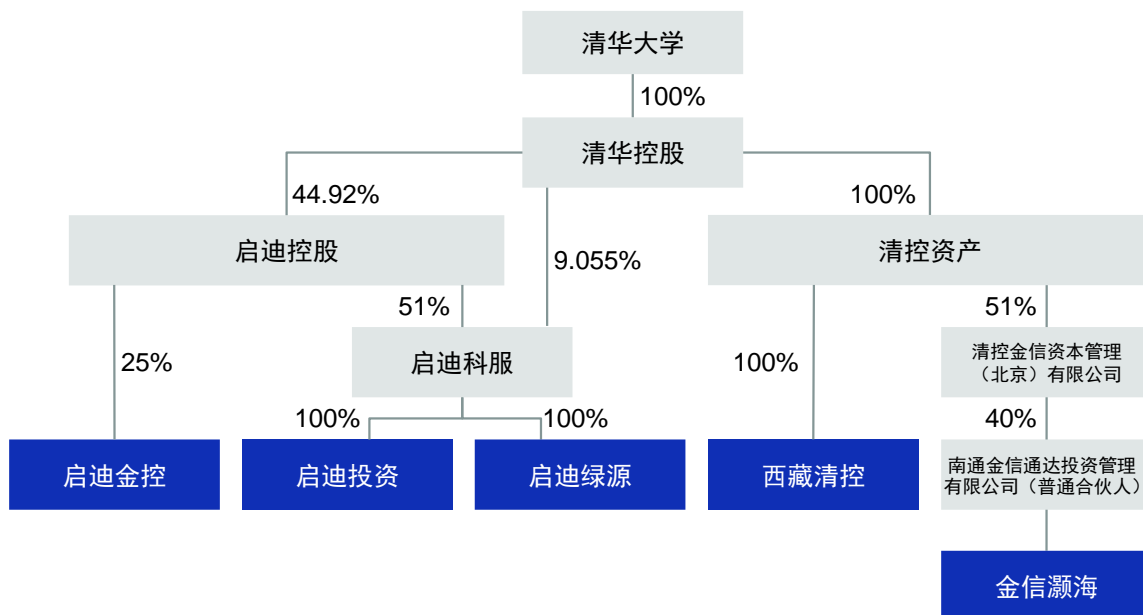 清华大学
100%
清华控股
44.92%
100%
启迪控股
9.055%
清控资产
51%
51%
25%
启迪科服
100%
清控金信资本管理
（北京）有限公司
100%
100%
40%
启迪金控
启迪投资
启迪绿源
西藏清控
南通金信通达投资管理
有限公司（普通合伙人）
金信灏海